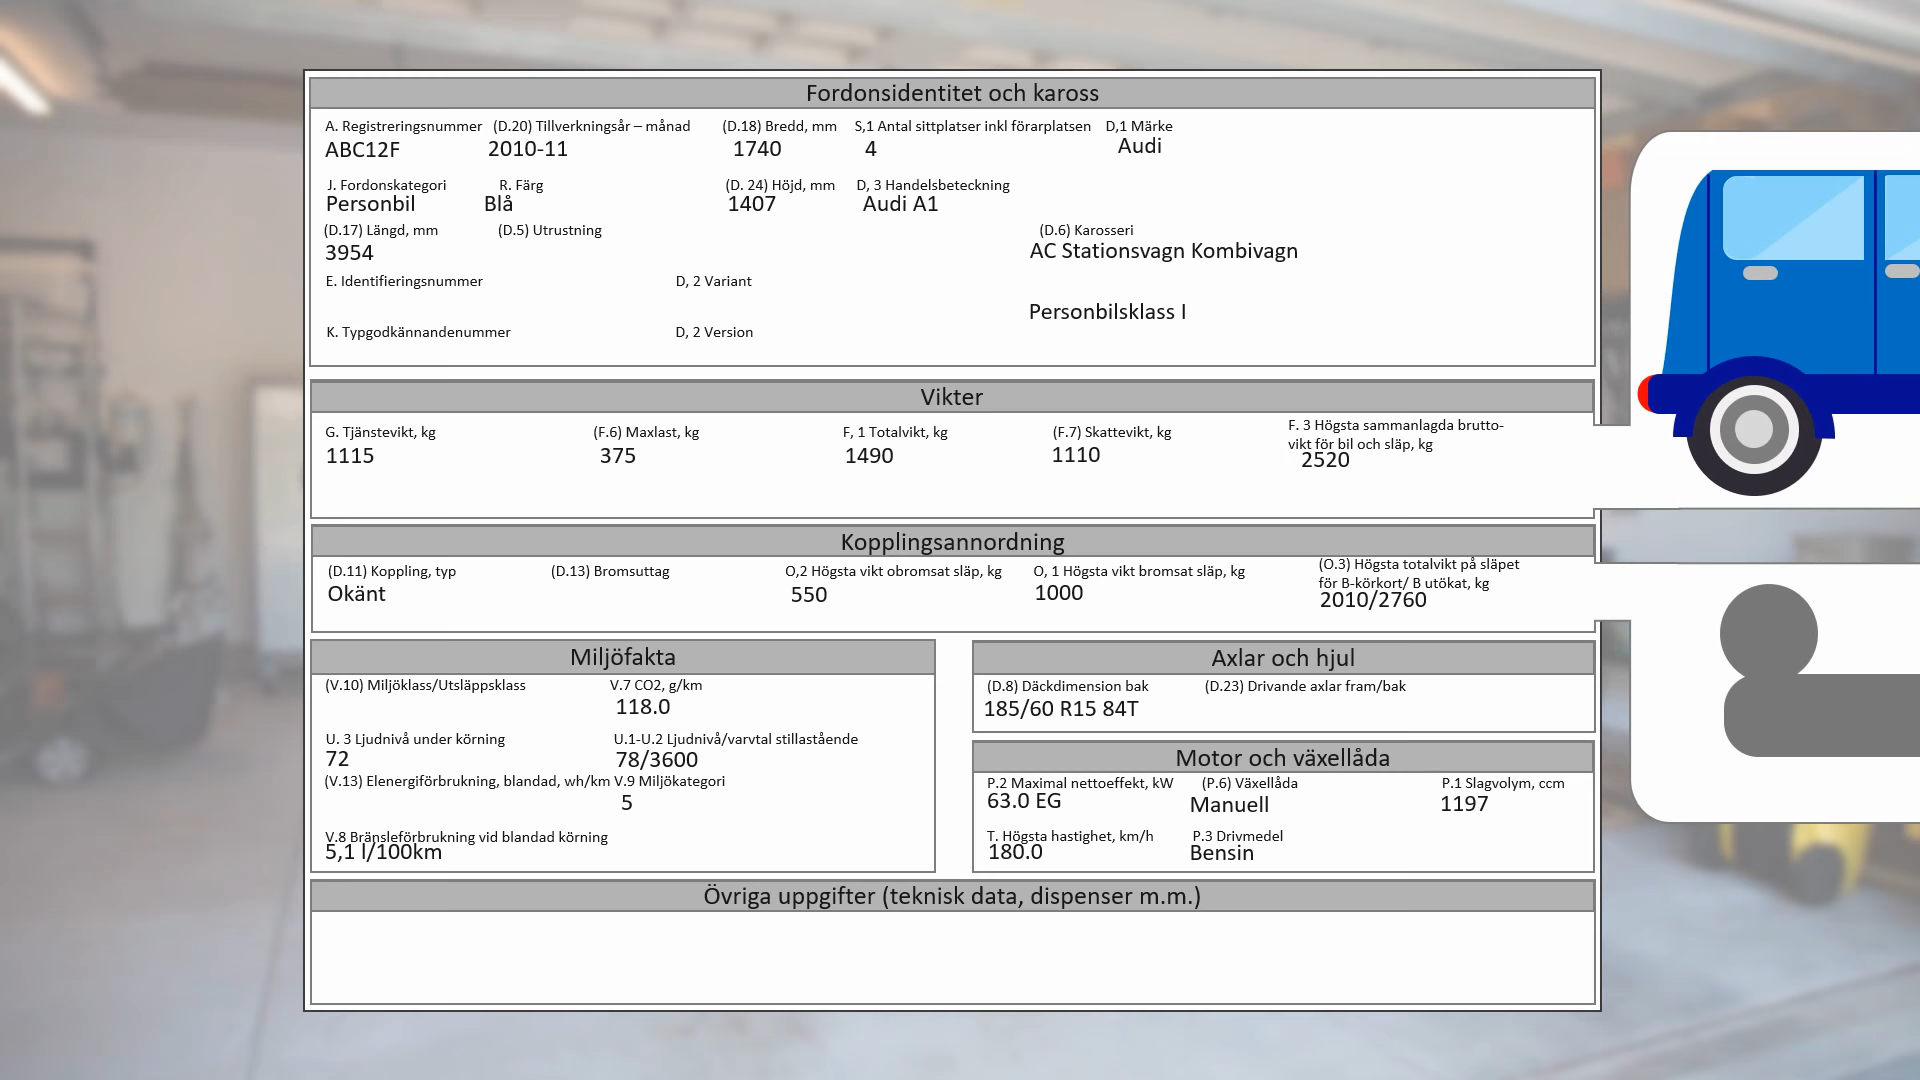 Fordonsidentitet och kaross
A. Registreringsnummer (D.20) Tillverkningsår – månad (D.18) Bredd, mm S,1 Antal sittplatser inkl förarplatsen D,1 Märke
ABC12F 2010-11 1740 4 Audi
J. Fordonskategori R. Färg (D. 24) Höjd, mm D, 3 Handelsbeteckning
Personbil Blå 1407 Audi A1
(D.17) Längd, mm (D.5) Utrustning (D.6) Karosseri
3954 AC Stationsvagn Kombivagn
E. Identifieringsnummer D, 2 Variant
Personbilsklass I
K. Typgodkännandenummer D, 2 Version
Vikter
G. Tjänstevikt, kg (F.6) Maxlast, kg F, 1 Totalvikt, kg (F.7) Skattevikt, kg F. 3 Högsta sammanlagda brutto-
vikt för bil och släp, kg
1115 375 1490 1110 2520
Kopplingsannordning
(D.11) Koppling, typ (D.13) Bromsuttag O,2 Högsta vikt obromsat släp, kg O, 1 Högsta vikt bromsat släp, kg (O.3) Högsta totalvikt på släpet
för B-körkort/ B utökat, kg
Okänt 550 1000 2010/2760
Miljöfakta
(V.10) Miljöklass/Utsläppsklass V.7 CO2, g/km
118.0
U. 3 Ljudnivå under körning U.1-U.2 Ljudnivå/varvtal stillastående
72 78/3600
(V.13) Elenergiförbrukning, blandad, wh/km V.9 Miljökategori
5
V.8 Bränsleförbrukning vid blandad körning
5,1 l/100km
Axlar och hjul
(D.8) Däckdimension bak (D.23) Drivande axlar fram/bak
185/60 R15 84T
Motor och växellåda
P.2 Maximal nettoeffekt, kW (P.6) Växellåda P.1 Slagvolym, ccm
63.0 EG Manuell 1197
T. Högsta hastighet, km/h P.3 Drivmedel
180.0 Bensin
Övriga uppgifter (teknisk data, dispenser m.m.)